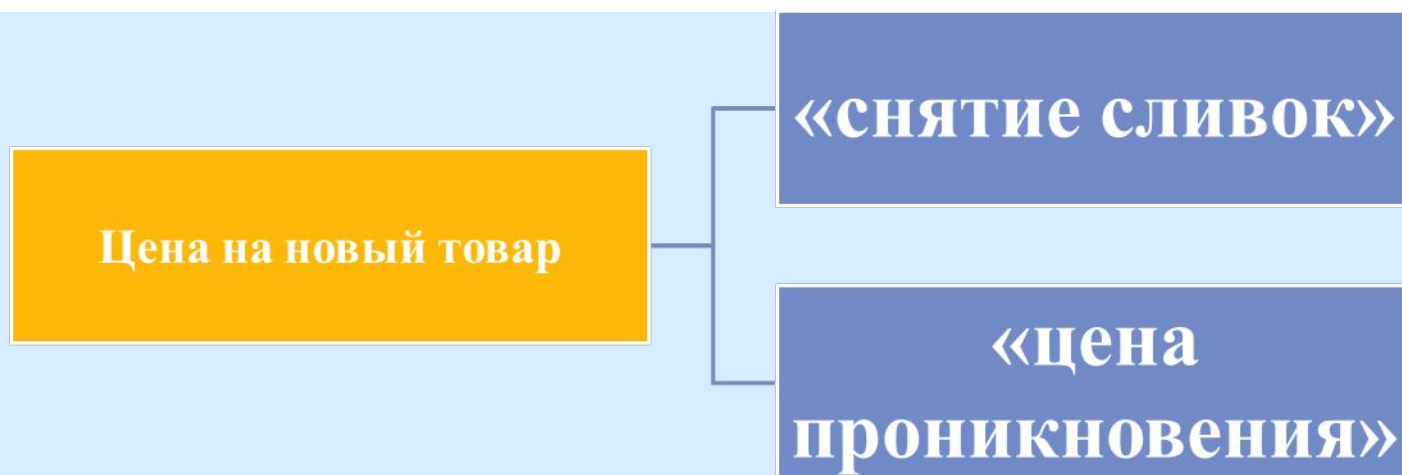 «снятие сливок»
Цена на новый товар
«цена
проникновения»